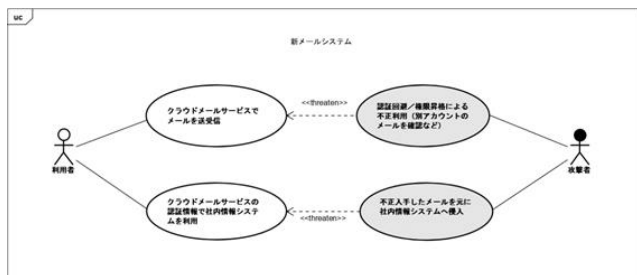 uc
新メールシステム
クラウドメールサービスで
メールを送受信
<<threaten>>
認証回避／権限昇格による
不正利用（別アカウントの
メールを確認など）
利用者
攻撃者
クラウドメールサービスの
認証情報で社内情報システ
ムを利用
<<threaten>>
不正入手したメールを元に
社内情報システムへ侵入